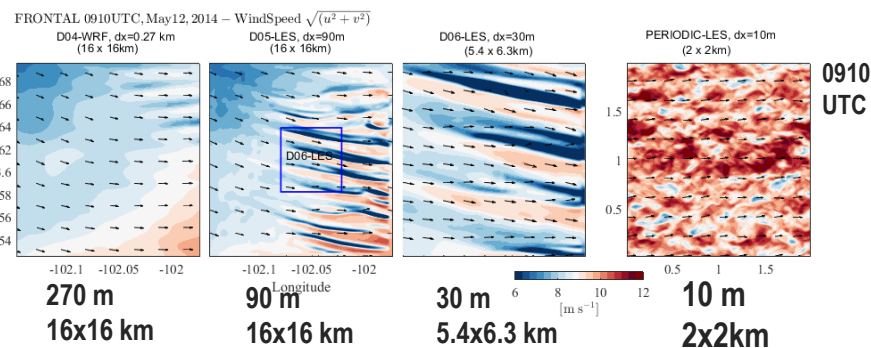 FRONTAL 0910UTC, May12, 2014 − WindSpeed √(u² + v²)
D04-WRF, dx=0.27 km
(16 x 16km)
D05-LES, dx=90m
(16 x 16km)
D06-LES, dx=30m
(5.4 x 6.3km)
PERIODIC-LES, dx=10m
(2 x 2km)
0910
UTC
68
66
64
62
.6
58
56
54
D06-LES
1.5
1
0.5
-102.1 -102.05 -102
-102.1 -102.05 -102
0.5 1 1.5
Longitude
6 8 10 12
[m s⁻¹]
270 m
16x16 km
90 m
16x16 km
30 m
5.4x6.3 km
10 m
2x2km